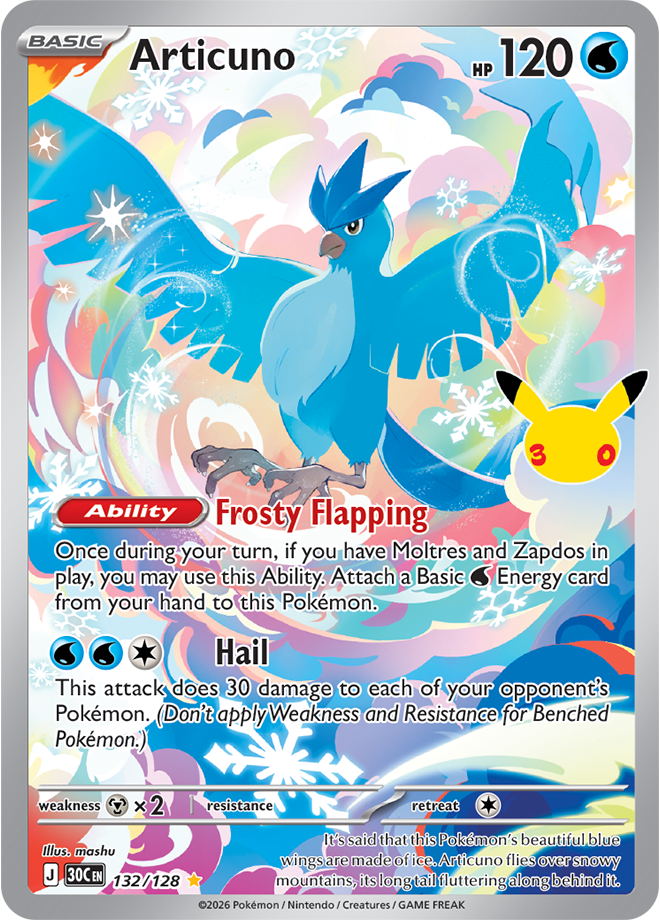 BASIC
Articuno
HP 120
30
Ability Frosty Flapping
Once during your turn, if you have Moltres and Zapdos in
play, you may use this Ability. Attach a Basic Energy card
from your hand to this Pokémon.
Hail
This attack does 30 damage to each of your opponent's
Pokémon. (Don't apply Weakness and Resistance for Benched
Pokémon.)
weakness ×2 resistance retreat
Illus. mashu
It's said that this Pokémon's beautiful blue
wings are made of ice. Articuno flies over snowy
mountains, its long tail fluttering along behind it.
J 30C EN 132/128
©2026 Pokémon / Nintendo / Creatures / GAME FREAK